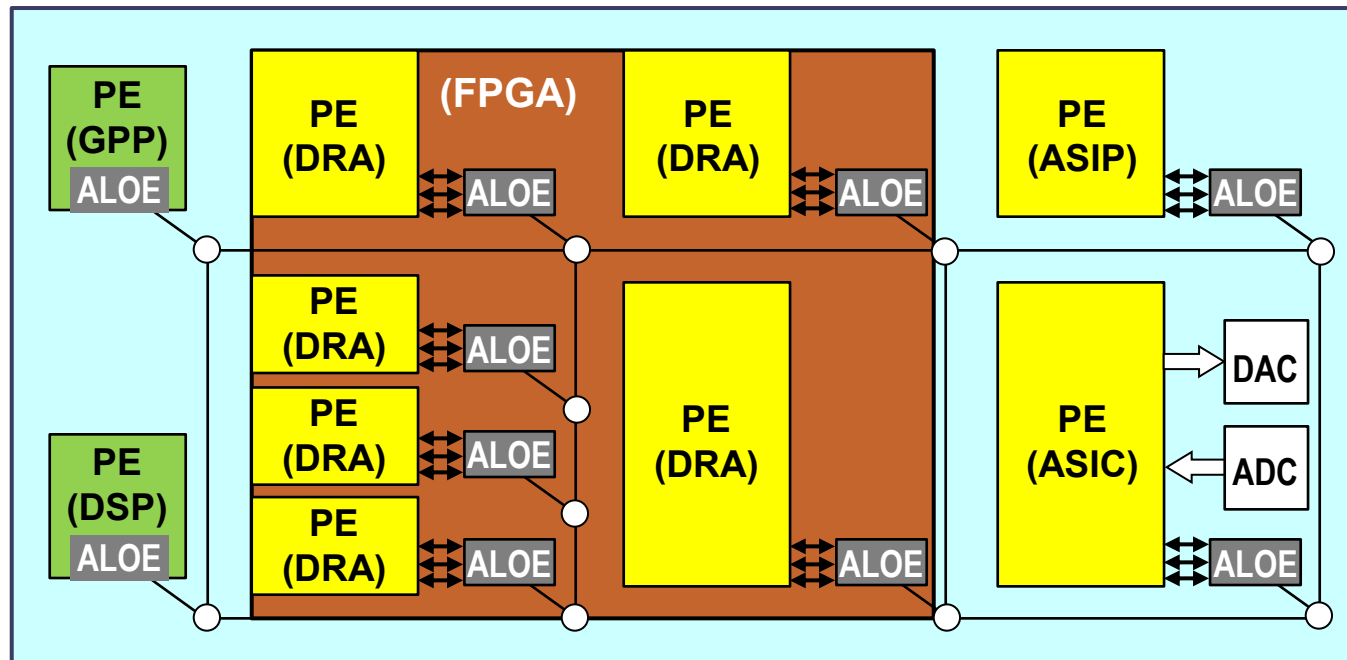 PE
(GPP)
ALOE
PE
(DRA)
ALOE
(FPGA)
PE
(DRA)
ALOE
PE
(ASIP)
ALOE
PE
(DRA)
ALOE
PE
(DRA)
ALOE
PE
(DSP)
ALOE
PE
(DRA)
ALOE
PE
(DRA)
ALOE
PE
(ASIC)
ALOE
DAC
ADC